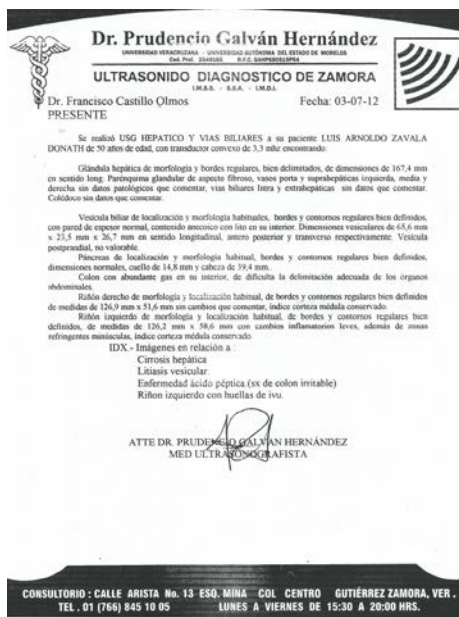 Dr. Prudencio Galván Hernández
UNIVERSIDAD VERACRUZANA - UNIVERSIDAD AUTÓNOMA DEL ESTADO DE MORELOS
ULTRASONIDO DIAGNOSTICO DE ZAMORA
I.M.S.S. - S.S.A. - I.M.D.I.
Dr. Francisco Castillo Olmos Fecha: 03-07-12
PRESENTE
Se realizó USG HEPATICO Y VIAS BILIARES a su paciente LUIS ARNOLDO ZAVALA
DONATH de 50 años de edad, con transductor convexo de 3,3 mhz encontrando:
Glándula hepática de morfología y bordes regulares, bien delimitados, de dimensiones de 167,4 mm
en sentido long. Parénquima glandular de aspecto fibroso, vasos porta y suprahepáticas izquierda, media y
derecha sin datos patológicos que comentar, vias biliares Intra y extrahepáticas sin datos que comentar.
Colédoco sin datos que comentar.
Vesícula biliar de localización y morfología habituales, bordes y contornos regulares bien definidos,
con pared de espesor normal, contenido anecoico con lito en su interior. Dimensiones vesiculares de 65,6 mm
x 23,5 mm x 26,7 mm en sentido longitudinal, antero posterior y transverso respectivamente. Vesícula
postprandial, no valorable.
Páncreas de localización y morfología habitual, bordes y contornos regulares bien definidos,
dimensiones normales, cuello de 14,8 mm y cabeza de 39,4 mm.
Colon con abundante gas en su interior, de dificulta la delimitación adecuada de los órganos
abdominales.
Riñón derecho de morfología y localización habitual, de bordes y contornos regulares bien definidos
de medidas de 126,9 mm x 51,6 mm sin cambios que comentar, índice corteza médula conservado.
Riñón izquierdo de morfología y localización habitual, de bordes y contornos regulares bien
definidos, de medidas de 126,2 mm x 58,6 mm con cambios inflamatorios leves, además de zonas
refringentes minúsculas, índice corteza médula conservado.
IDX.- Imágenes en relación a :
Cirrosis hepática
Litiasis vesicular.
Enfermedad ácido péptica (sx de colon irritable)
Riñon izquierdo con huellas de ivu.
ATTE DR. PRUDENCIO GALVAN HERNÁNDEZ
MED ULTRASONOGRAFISTA
CONSULTORIO : CALLE ARISTA No. 13 ESQ. MINA COL CENTRO GUTIÉRREZ ZAMORA, VER .
TEL . 01 (766) 845 10 05 LUNES A VIERNES DE 15:30 A 20:00 HRS.